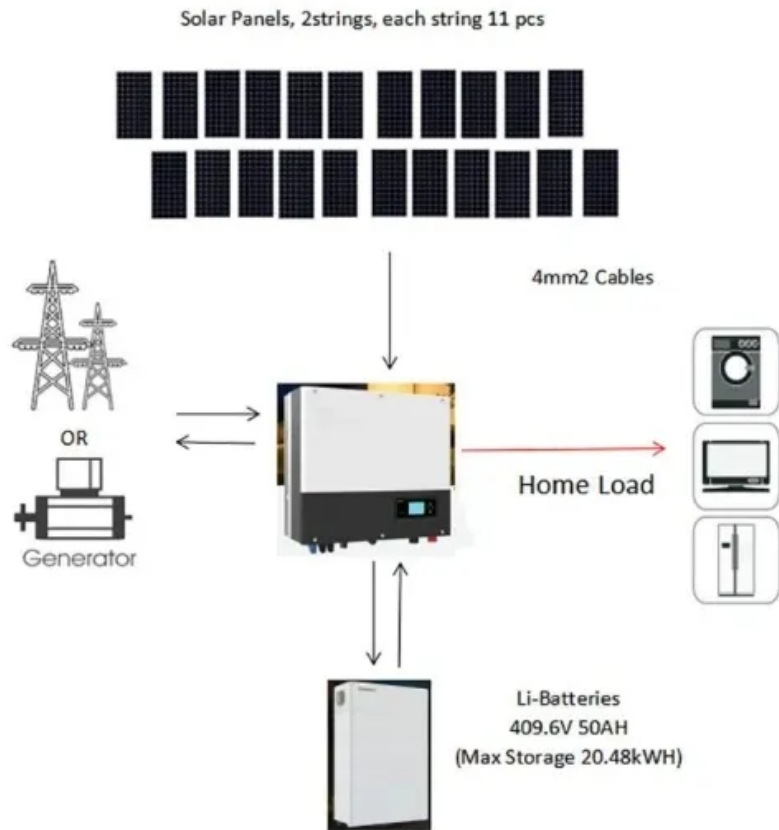 Solar Panels, 2strings, each string 11 pcs
4mm2 Cables
OR
Generator
Home Load
Li-Batteries
409.6V 50AH
(Max Storage 20.48kWH)